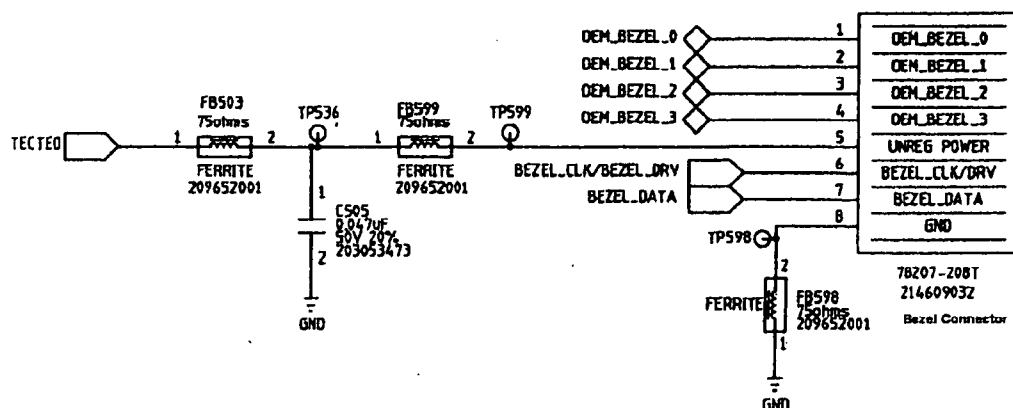 OEM_BEZEL_0 1 OEM_BEZEL_0
OEM_BEZEL_1 2 OEM_BEZEL_1
OEM_BEZEL_2 3 OEM_BEZEL_2
OEM_BEZEL_3 4 OEM_BEZEL_3
FB503
75ohms
TP536
FB599
75ohms
TP599
TECTEO 1 2 1 2 5 UNREG POWER
FERRITE
209652001
FERRITE
209652001
BEZEL_CLK/BEZEL_DRV 6 BEZEL_CLK/DRV
BEZEL_DATA 7 BEZEL_DATA
1
C505
0.047uF
50V 20%
203053473
2
GND
8 GND
TP598
2
FERRITE
FB598
75ohms
209652001
1
GND
78207-208T
214609032
Bezel Connector